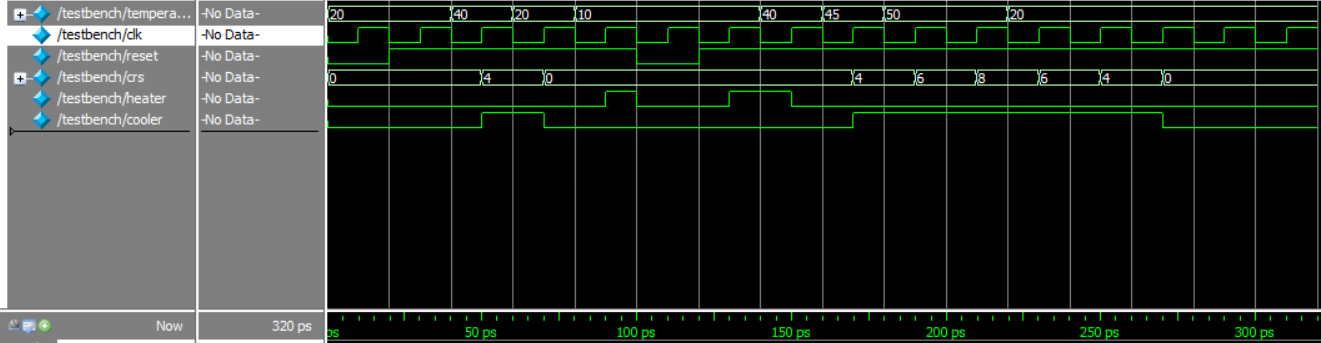 /testbench/tempera... -No Data- 20 40 20 10 40 45 50 20
/testbench/clk -No Data-
/testbench/reset -No Data-
/testbench/crs -No Data- 0 4 0 4 6 8 6 4 0
/testbench/heater -No Data-
/testbench/cooler -No Data-
Now 320 ps ps 50 ps 100 ps 150 ps 200 ps 250 ps 300 ps